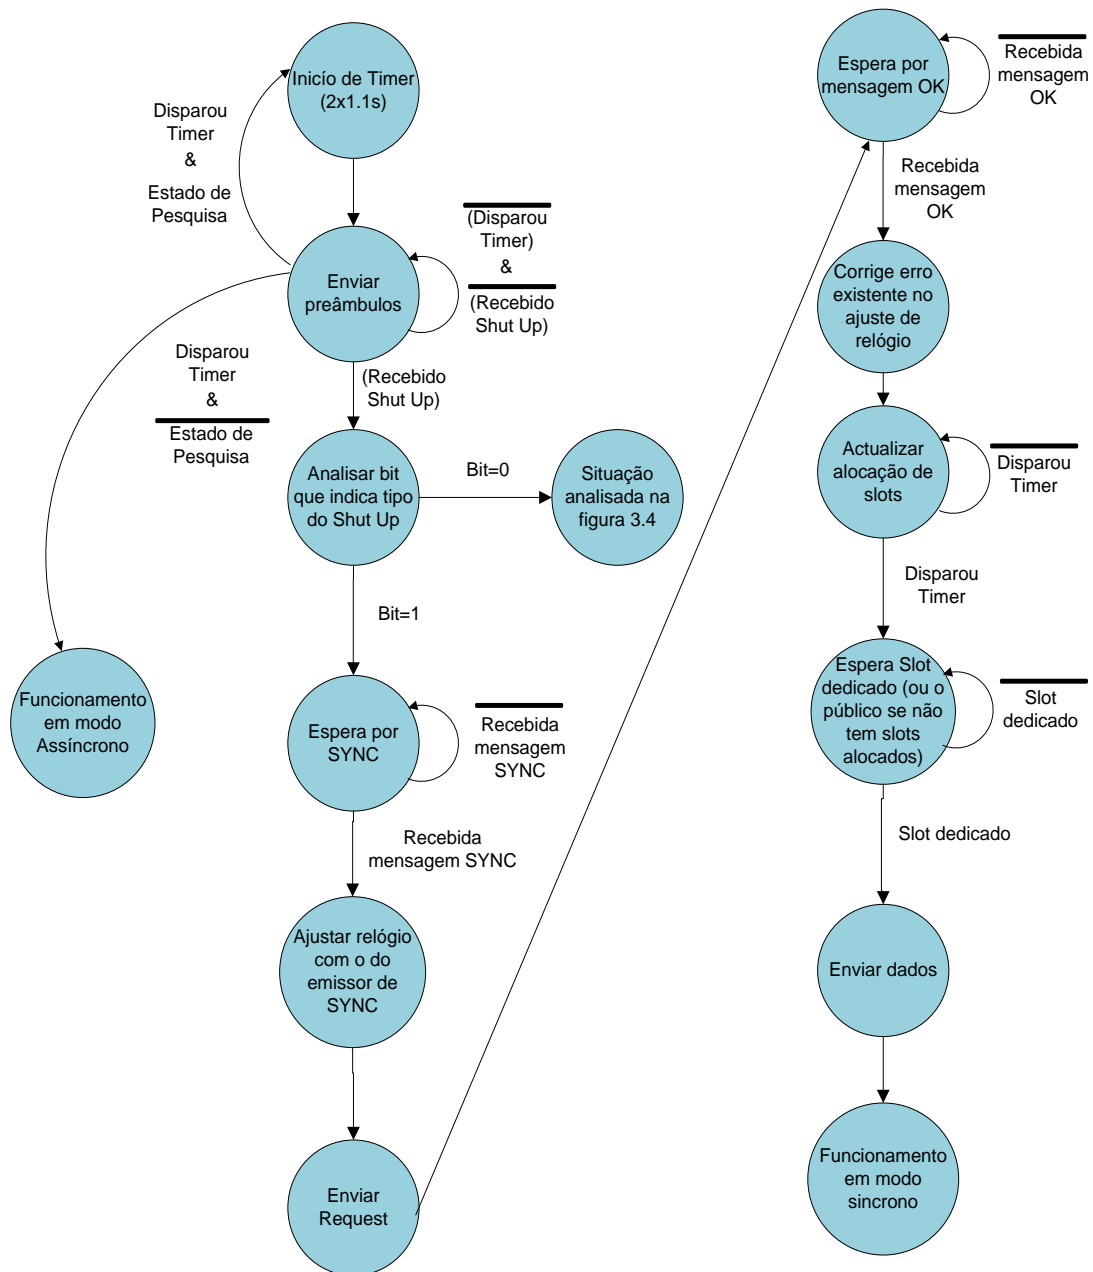 Inicío de Timer
(2x1.1s)
Disparou
Timer
&
Estado de
Pesquisa
Enviar
preâmbulos
(Disparou
Timer)
&
(Recebido
Shut Up)
Disparou
Timer
&
Estado de
Pesquisa
(Recebido
Shut Up)
Analisar bit
que indica tipo
do Shut Up
Bit=0
Situação
analisada na
figura 3.4
Bit=1
Funcionamento
em modo
Assíncrono
Espera por
SYNC
Recebida
mensagem
SYNC
Recebida
mensagem SYNC
Ajustar relógio
com o do
emissor de
SYNC
Enviar
Request
Espera por
mensagem OK
Recebida
mensagem
OK
Recebida
mensagem
OK
Corrige erro
existente no
ajuste de
relógio
Actualizar
alocação de
slots
Disparou
Timer
Disparou
Timer
Espera Slot
dedicado (ou o
público se não
tem slots
alocados)
Slot
dedicado
Slot dedicado
Enviar dados
Funcionamento
em modo
sincrono